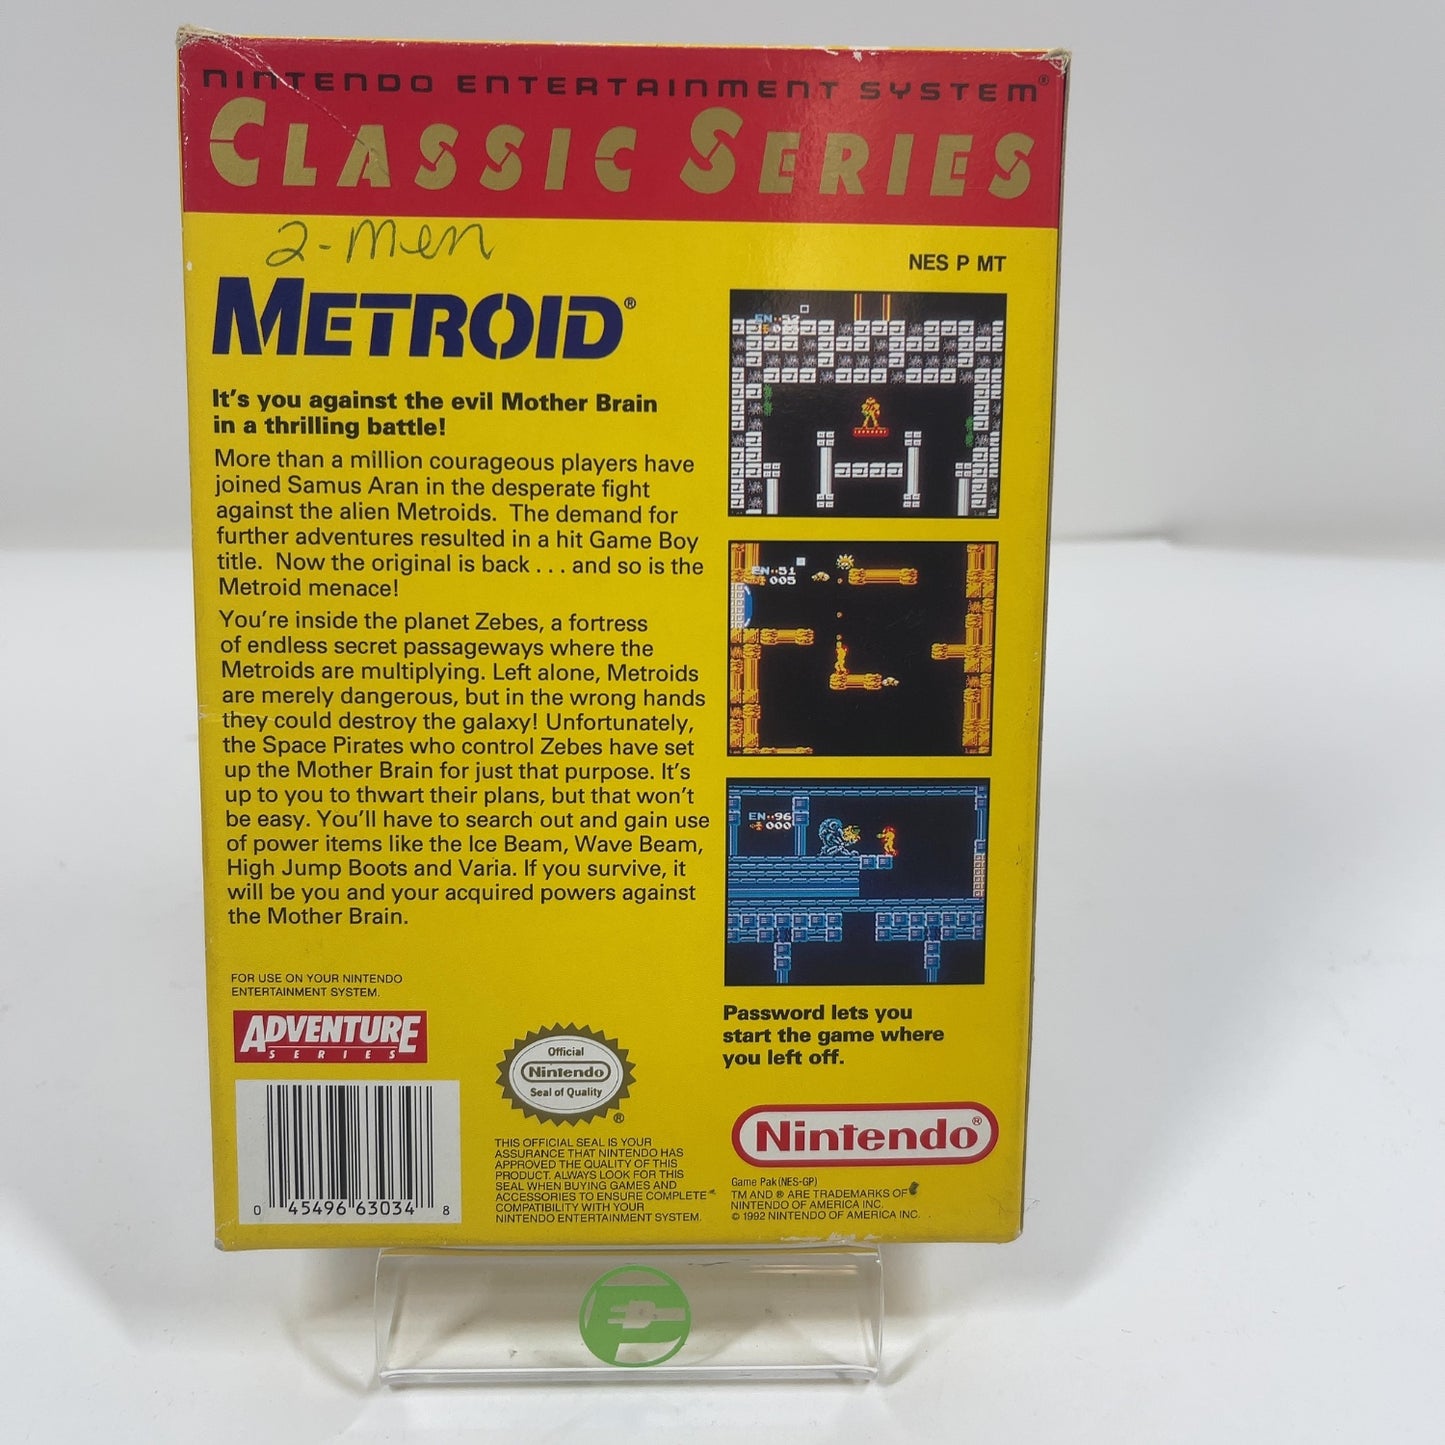 NINTENDO ENTERTAINMENT SYSTEM®
CLASSIC SERIES
2-Men
NES P MT
METROID®
It's you against the evil Mother Brain
in a thrilling battle!
More than a million courageous players have
joined Samus Aran in the desperate fight
against the alien Metroids. The demand for
further adventures resulted in a hit Game Boy
title. Now the original is back . . . and so is the
Metroid menace!
You're inside the planet Zebes, a fortress
of endless secret passageways where the
Metroids are multiplying. Left alone, Metroids
are merely dangerous, but in the wrong hands
they could destroy the galaxy! Unfortunately,
the Space Pirates who control Zebes have set
up the Mother Brain for just that purpose. It's
up to you to thwart their plans, but that won't
be easy. You'll have to search out and gain use
of power items like the Ice Beam, Wave Beam,
High Jump Boots and Varia. If you survive, it
will be you and your acquired powers against
the Mother Brain.
EN..52
EN..51
005
EN..96
000
Password lets you
start the game where
you left off.
FOR USE ON YOUR NINTENDO
ENTERTAINMENT SYSTEM.
ADVENTURE
SERIES
0 45496 63034 8
Official
Nintendo
Seal of Quality
®
THIS OFFICIAL SEAL IS YOUR
ASSURANCE THAT NINTENDO HAS
APPROVED THE QUALITY OF THIS
PRODUCT. ALWAYS LOOK FOR THIS
SEAL WHEN BUYING GAMES AND
ACCESSORIES TO ENSURE COMPLETE
COMPATIBILITY WITH YOUR
NINTENDO ENTERTAINMENT SYSTEM.
Nintendo®
Game Pak (NES-GP)
TM AND ® ARE TRADEMARKS OF
NINTENDO OF AMERICA INC.
© 1992 NINTENDO OF AMERICA INC.